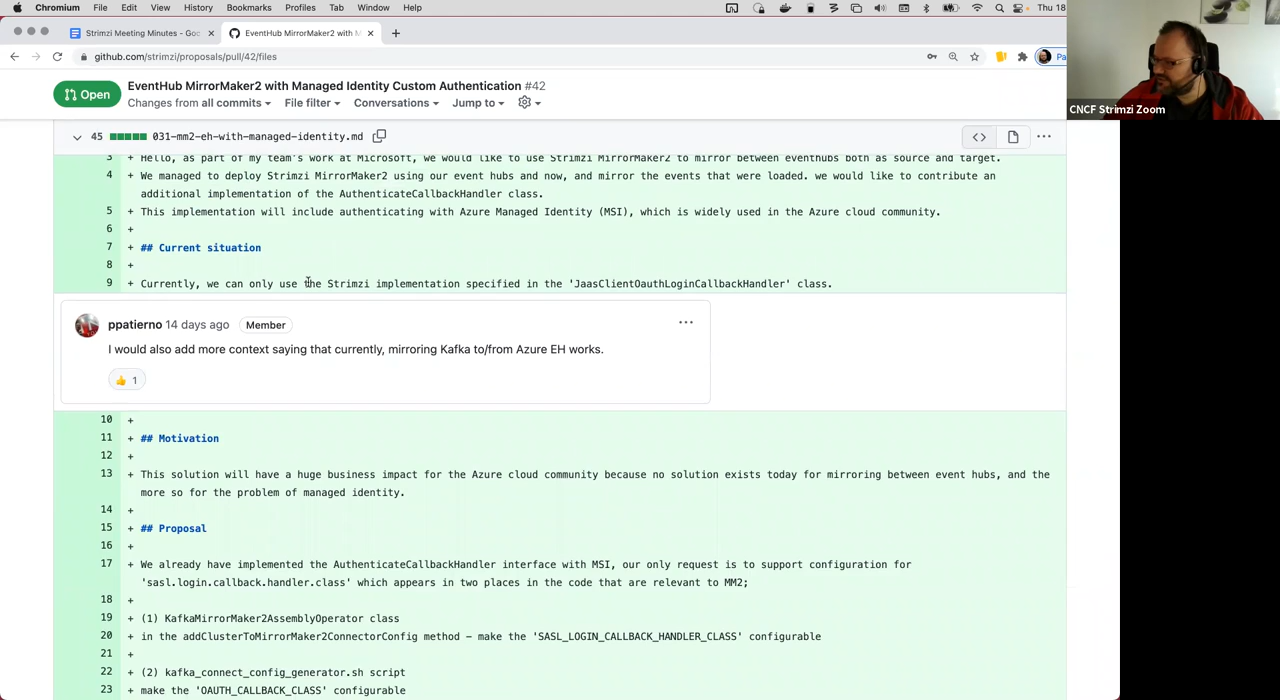 Chromium File Edit View History Bookmarks Profiles Tab Window Help Thu 18
Strimzi Meeting Minutes - Goo
EventHub MirrorMaker2 with M
github.com/strimzi/proposals/pull/42/files
Pa
CNCF Strimzi Zoom
Open
EventHub MirrorMaker2 with Managed Identity Custom Authentication #42
Changes from all commits File filter Conversations Jump to
45 031-mm2-eh-with-managed-identity.md
3 + Hello, as part of my team's work at Microsoft, we would like to use Strimzi MirrorMaker2 to mirror between eventhubs both as source and target.
4 + We managed to deploy Strimzi MirrorMaker2 using our event hubs and now, and mirror the events that were loaded. we would like to contribute an
additional implementation of the AuthenticateCallbackHandler class.
5 + This implementation will include authenticating with Azure Managed Identity (MSI), which is widely used in the Azure cloud community.
6 +
7 + ## Current situation
8 +
9 + Currently, we can only use the Strimzi implementation specified in the 'JaasClientOauthLoginCallbackHandler' class.
ppatierno 14 days ago Member
I would also add more context saying that currently, mirroring Kafka to/from Azure EH works.
👍 1
10 +
11 + ## Motivation
12 +
13 + This solution will have a huge business impact for the Azure cloud community because no solution exists today for mirroring between event hubs, and the
more so for the problem of managed identity.
14 +
15 + ## Proposal
16 +
17 + We already have implemented the AuthenticateCallbackHandler interface with MSI, our only request is to support configuration for
'sasl.login.callback.handler.class' which appears in two places in the code that are relevant to MM2;
18 +
19 + (1) KafkaMirrorMaker2AssemblyOperator class
20 + in the addClusterToMirrorMaker2ConnectorConfig method – make the 'SASL_LOGIN_CALLBACK_HANDLER_CLASS' configurable
21 +
22 + (2) kafka_connect_config_generator.sh script
23 + make the 'OAUTH_CALLBACK_CLASS' configurable